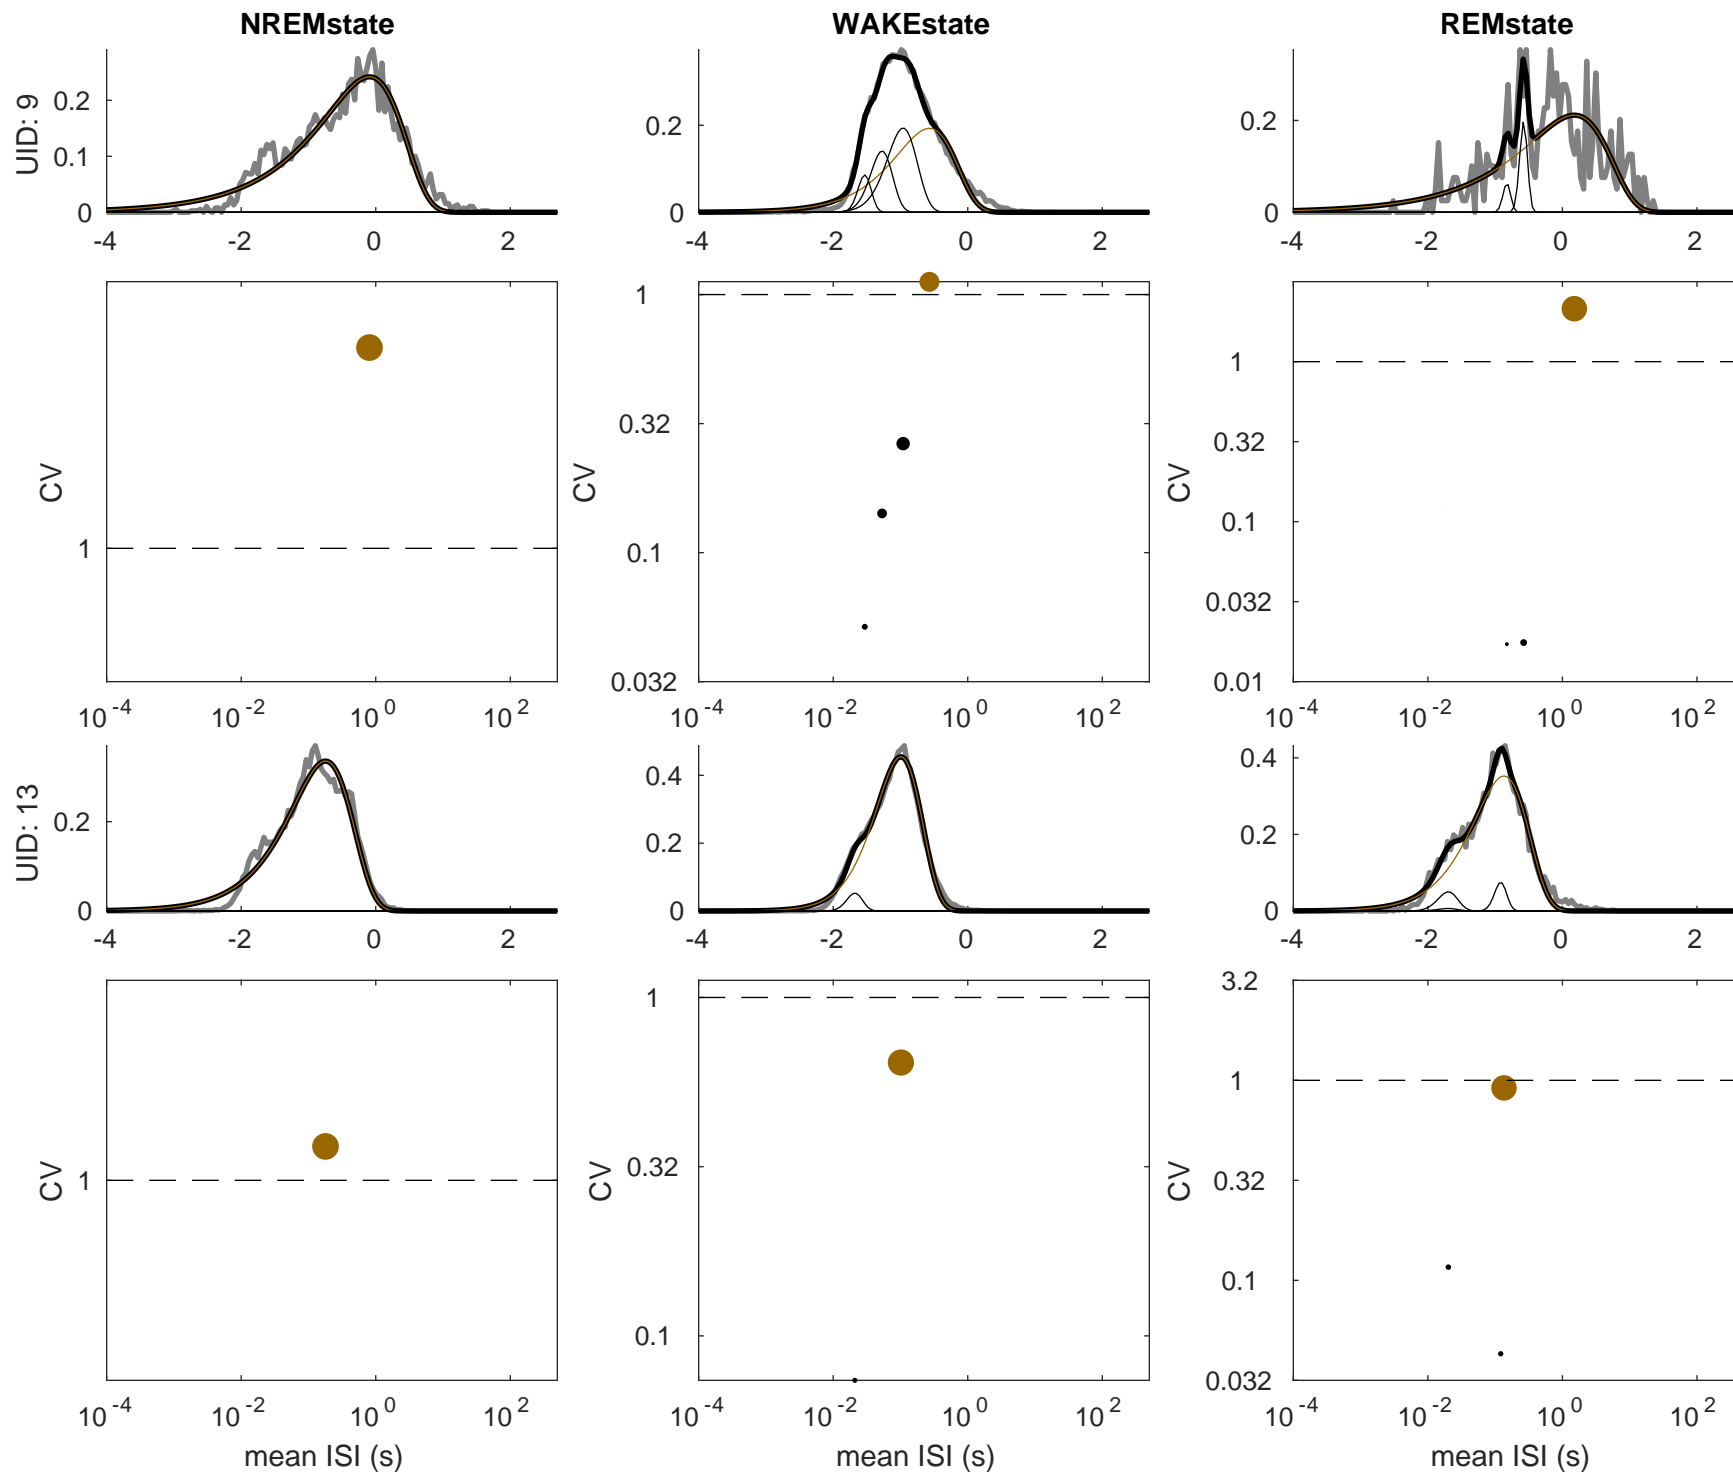 NREMstate WAKEstate REMstate
UID: 9
0.2 0.1 0
0.2 0
0.2 0
-4 -2 0 2 -4 -2 0 2 -4 -2 0 2
CV 1
CV 1 0.32 0.1 0.032
CV 1 0.32 0.1 0.032 0.01
10^-4 10^-2 10^0 10^2 10^-4 10^-2 10^0 10^2 10^-4 10^-2 10^0 10^2
UID: 13
0.2 0
0.4 0.2 0
0.4 0.2 0
-4 -2 0 2 -4 -2 0 2 -4 -2 0 2
CV 1
CV 1 0.32 0.1
CV 3.2 1 0.32 0.1 0.032
10^-4 10^-2 10^0 10^2 10^-4 10^-2 10^0 10^2 10^-4 10^-2 10^0 10^2
mean ISI (s) mean ISI (s) mean ISI (s)